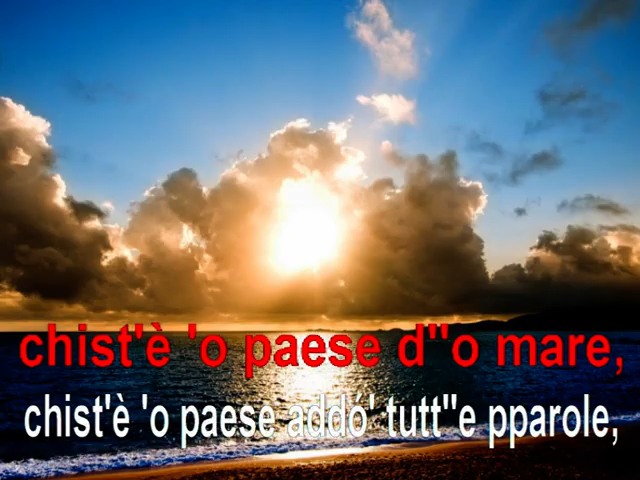 chist'è 'o paese d''o mare,
chist'è 'o paese addó' tutt''e pparole,